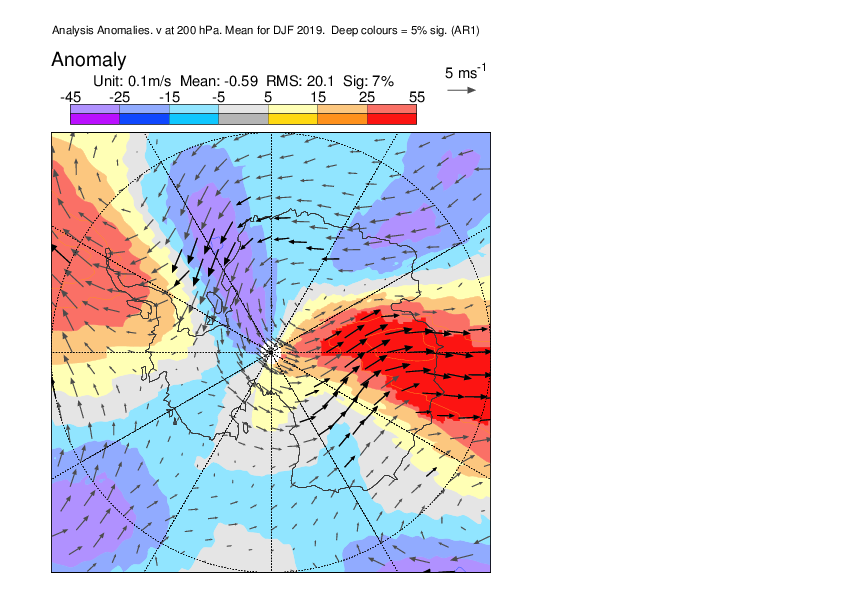 Analysis Anomalies. v at 200 hPa. Mean for DJF 2019. Deep colours = 5% sig. (AR1)
Anomaly
5 ms-1
Unit: 0.1m/s Mean: -0.59 RMS: 20.1 Sig: 7%
-45 -25 -15 -5 5 15 25 55